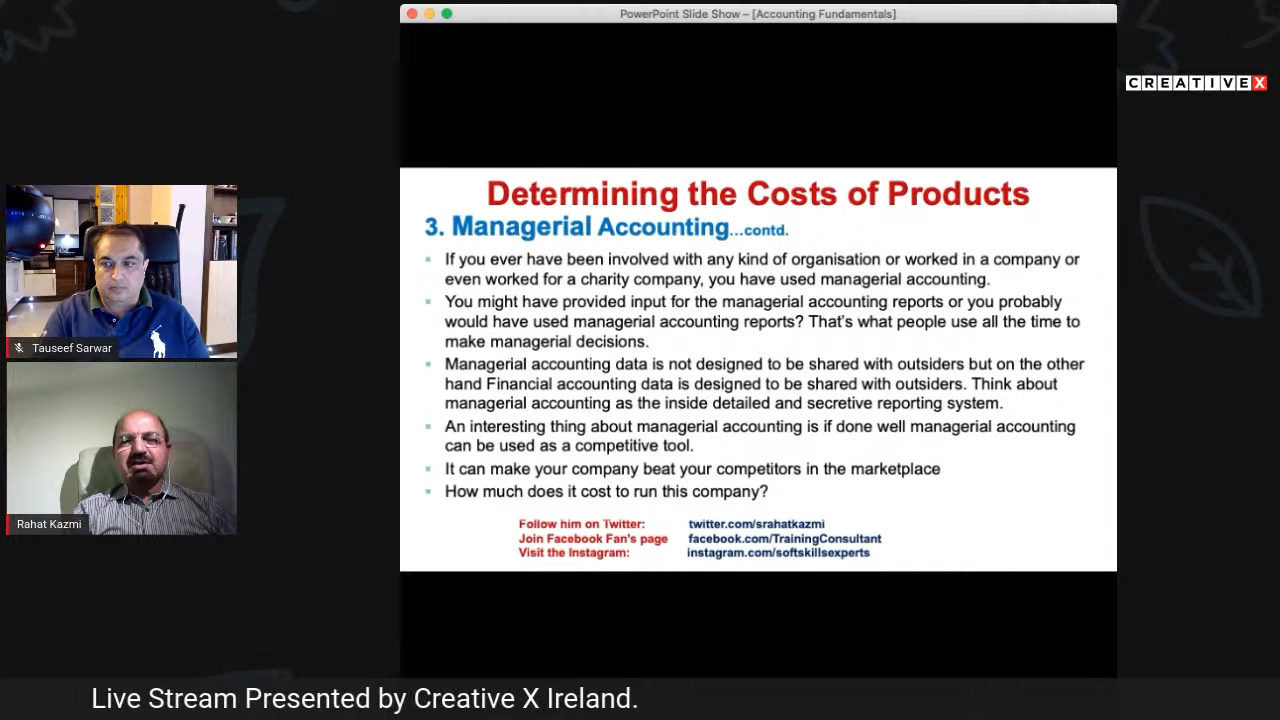 PowerPoint Slide Show – [Accounting Fundamentals]
CREATIVEX
Determining the Costs of Products
3. Managerial Accounting...contd.
If you ever have been involved with any kind of organisation or worked in a company or
even worked for a charity company, you have used managerial accounting.
You might have provided input for the managerial accounting reports or you probably
would have used managerial accounting reports? That's what people use all the time to
make managerial decisions.
Managerial accounting data is not designed to be shared with outsiders but on the other
hand Financial accounting data is designed to be shared with outsiders. Think about
managerial accounting as the inside detailed and secretive reporting system.
An interesting thing about managerial accounting is if done well managerial accounting
can be used as a competitive tool.
It can make your company beat your competitors in the marketplace
How much does it cost to run this company?
Follow him on Twitter: twitter.com/srahatkazmi
Join Facebook Fan's page facebook.com/TrainingConsultant
Visit the Instagram: instagram.com/softskillsexperts
Tauseef Sarwar
Rahat Kazmi
Live Stream Presented by Creative X Ireland.